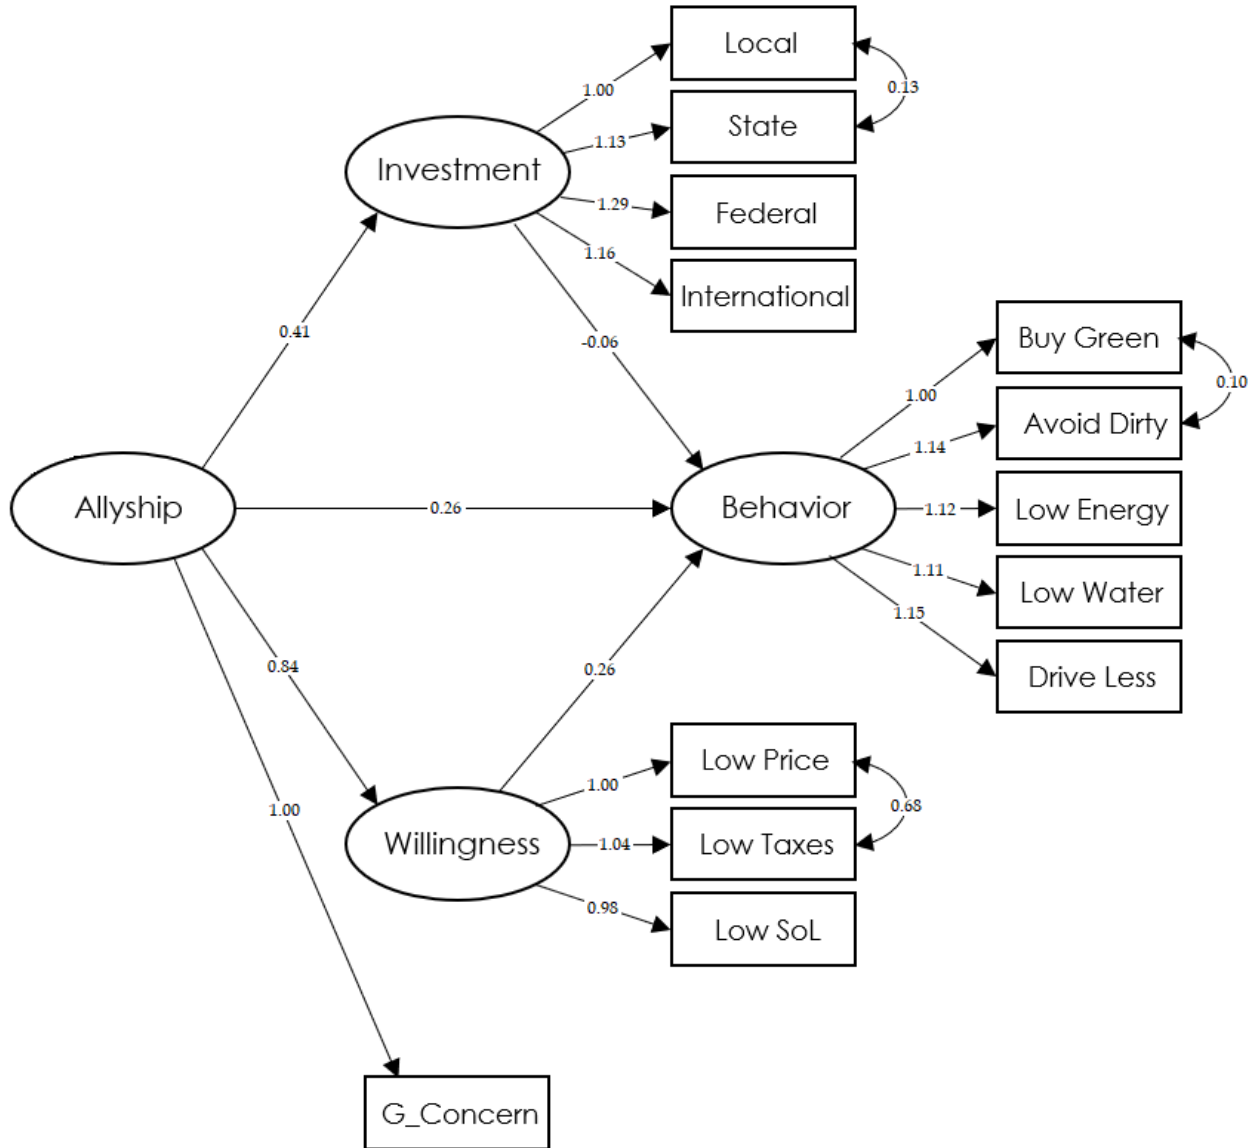 Local
1.00
0.13
State
1.13
Investment
1.29
Federal
1.16
International
0.41
-0.06
Buy Green
1.00
0.10
Avoid Dirty
1.14
Allyship
0.26
Behavior
1.12
Low Energy
1.11
Low Water
1.15
Drive Less
0.84
0.26
Low Price
1.00
0.68
Willingness
1.04
Low Taxes
0.98
Low SoL
1.00
G_Concern